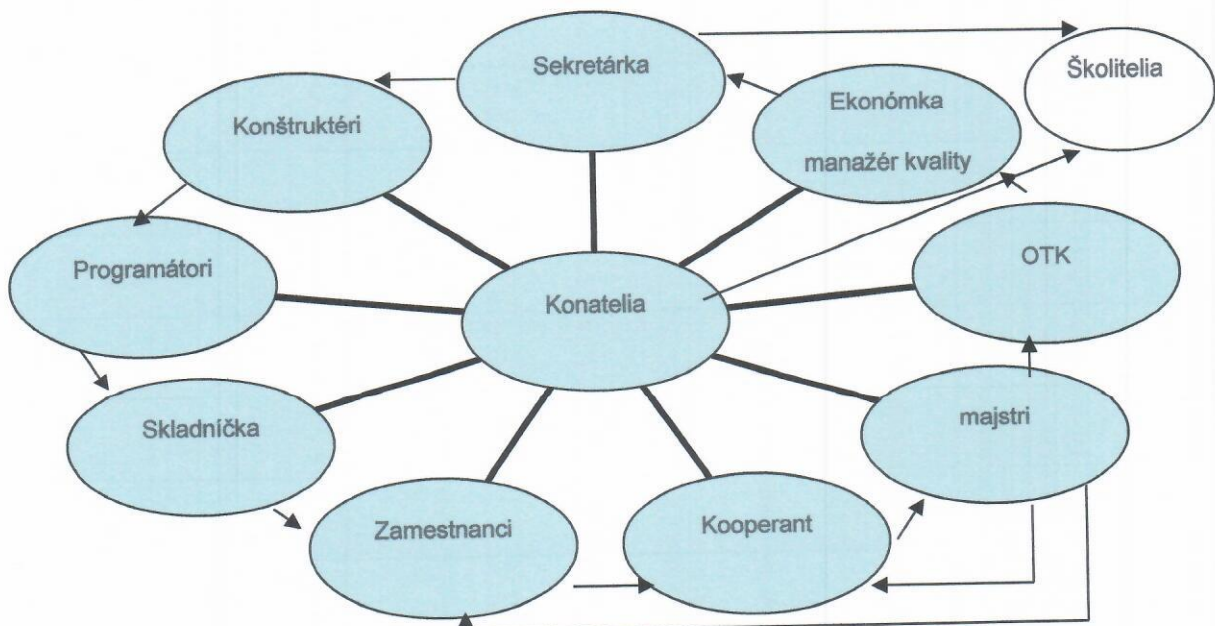 Sekretárka
Školitelia
Konštruktéri
Ekonómka
manažér kvality
Programátori
OTK
Konatelia
Skladníčka
majstri
Zamestnanci
Kooperant